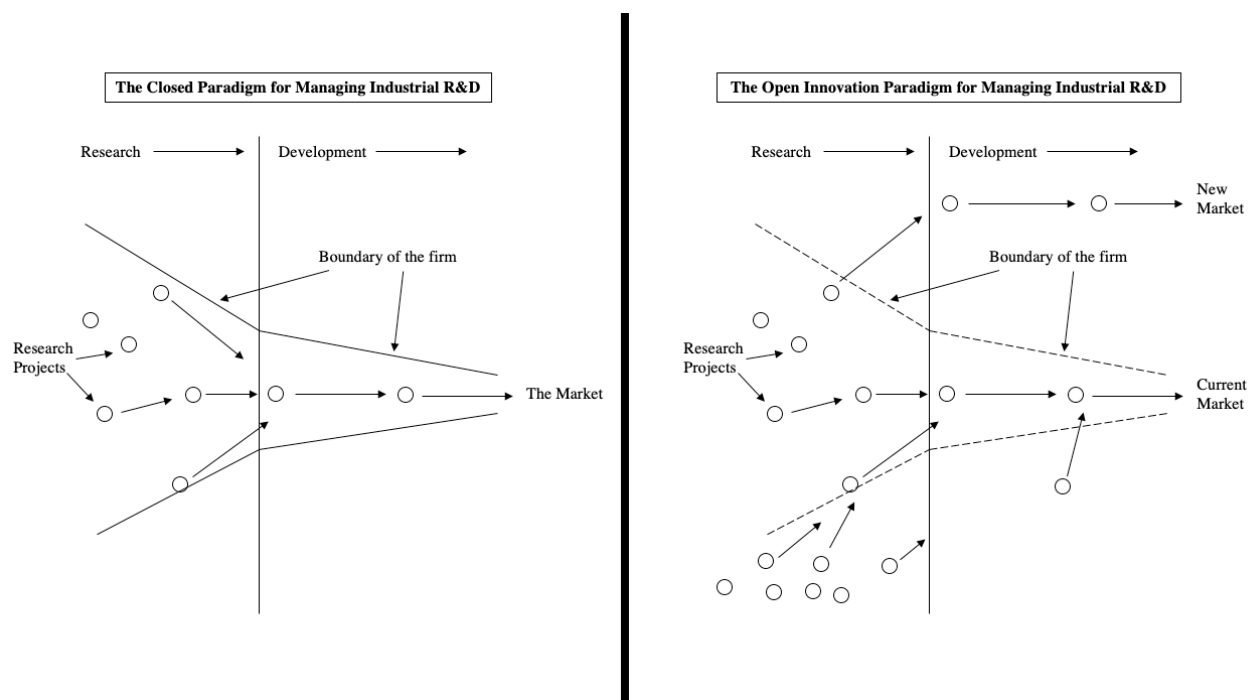 The Closed Paradigm for Managing Industrial R&D
Research
Development
Boundary of the firm
Research
Projects
The Market
The Open Innovation Paradigm for Managing Industrial R&D
Research
Development
New
Market
Boundary of the firm
Research
Projects
Current
Market